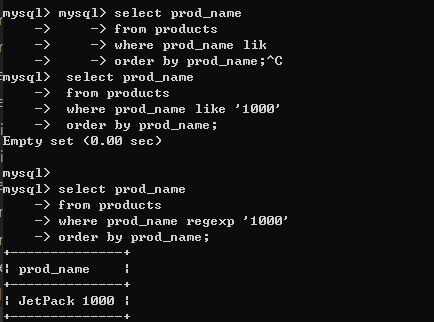 mysql> mysql> select prod_name
    ->     -> from products
    ->     -> where prod_name lik
    ->     -> order by prod_name;^C
mysql>  select prod_name
    ->  from products
    ->  where prod_name like '1000'
    ->  order by prod_name;
Empty set (0.00 sec)

mysql>
mysql> select prod_name
    -> from products
    -> where prod_name regexp '1000'
    -> order by prod_name;
+--------------+
| prod_name    |
+--------------+
| JetPack 1000 |
+--------------+